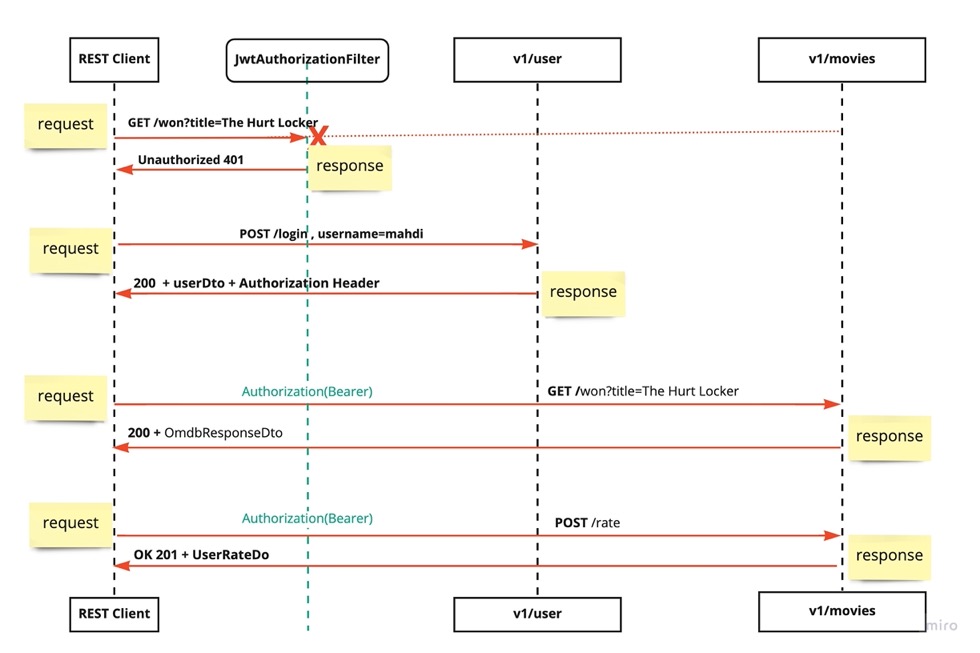 REST Client
JwtAuthorizationFilter
v1/user
v1/movies
request
GET /won?title=The Hurt Locker
X
Unauthorized 401
response
request
POST /login , username=mahdi
200 + userDto + Authorization Header
response
request
Authorization(Bearer)
GET /won?title=The Hurt Locker
200 + OmdbResponseDto
response
request
Authorization(Bearer)
POST /rate
OK 201 + UserRateDo
response
REST Client
v1/user
v1/movies
miro